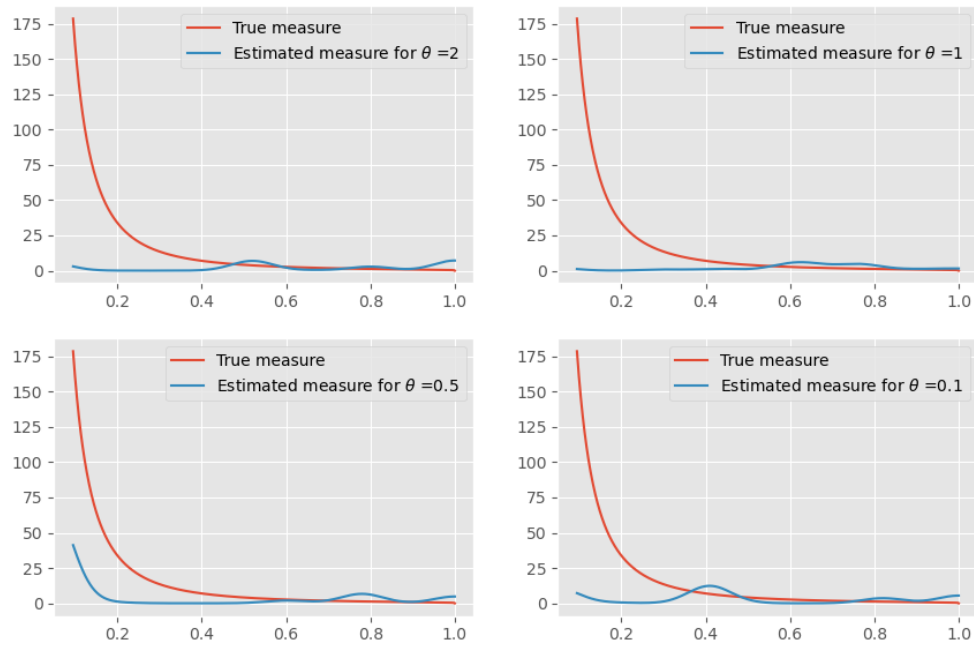 175
150
125
100
75
50
25
0
0.2 0.4 0.6 0.8 1.0
True measure
Estimated measure for θ =2
175
150
125
100
75
50
25
0
0.2 0.4 0.6 0.8 1.0
True measure
Estimated measure for θ =1
175
150
125
100
75
50
25
0
0.2 0.4 0.6 0.8 1.0
True measure
Estimated measure for θ =0.5
175
150
125
100
75
50
25
0
0.2 0.4 0.6 0.8 1.0
True measure
Estimated measure for θ =0.1